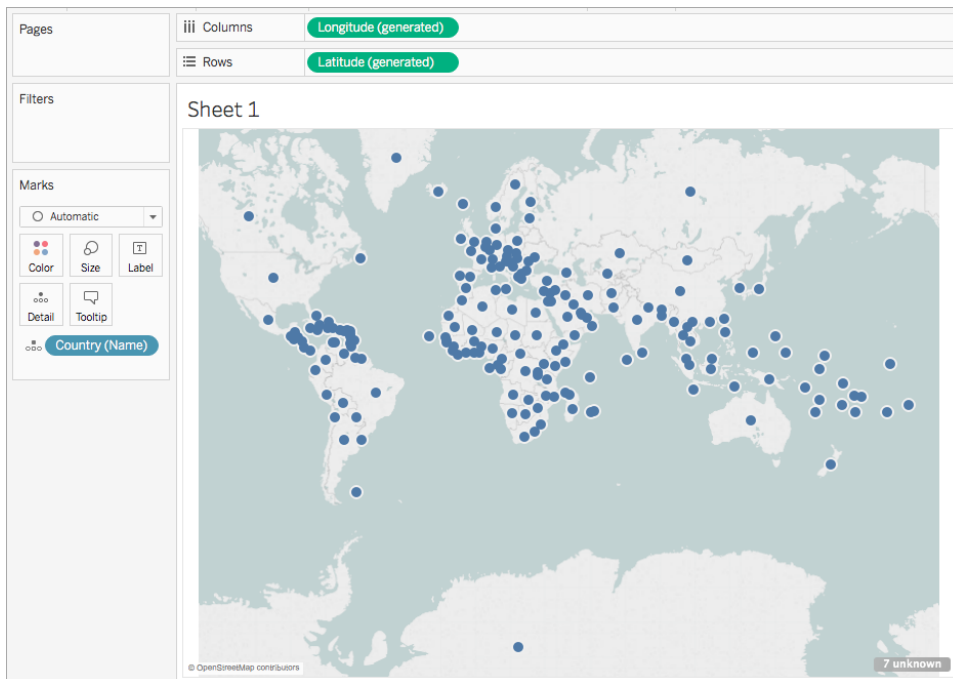 Pages
Columns
Longitude (generated)
Rows
Latitude (generated)
Filters
Sheet 1
Marks
Automatic
Color
Size
T
Label
Detail
Tooltip
Country (Name)
© OpenStreetMap contributors
7 unknown